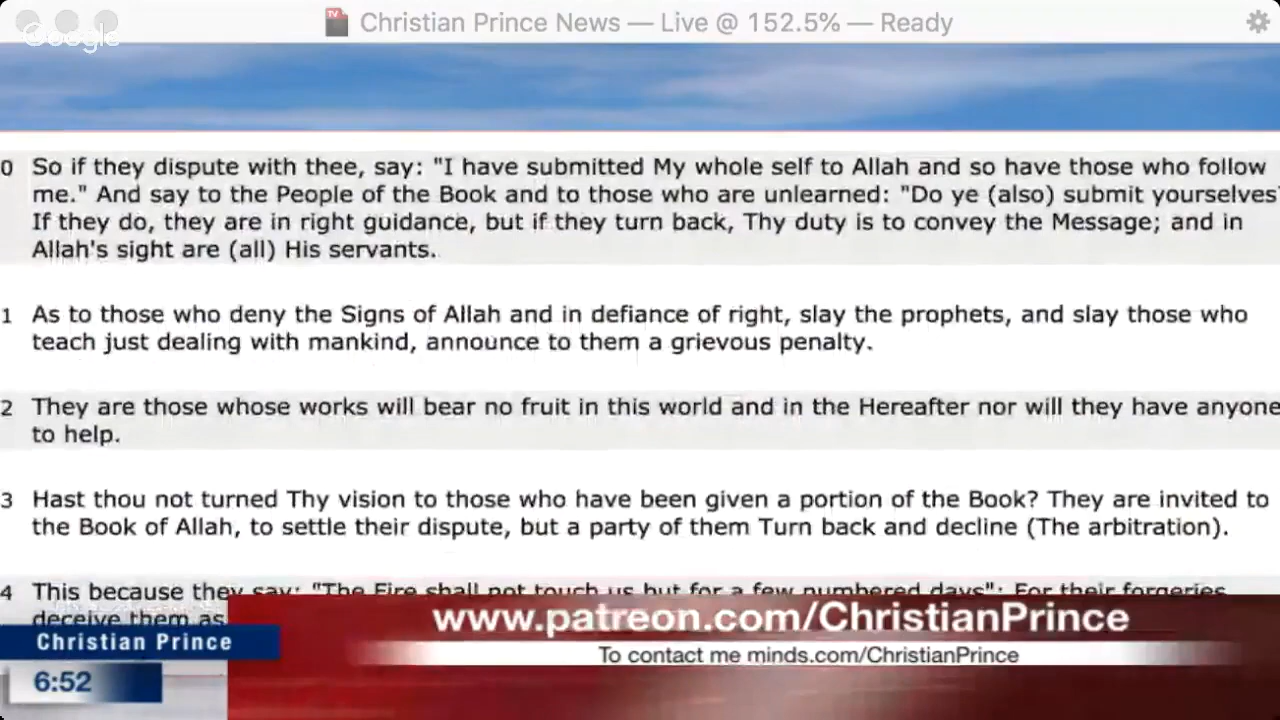 Christian Prince News — Live @ 152.5% — Ready
Google
0 So if they dispute with thee, say: "I have submitted My whole self to Allah and so have those who follow
me." And say to the People of the Book and to those who are unlearned: "Do ye (also) submit yourselves
If they do, they are in right guidance, but if they turn back, Thy duty is to convey the Message; and in
Allah's sight are (all) His servants.
1 As to those who deny the Signs of Allah and in defiance of right, slay the prophets, and slay those who
teach just dealing with mankind, announce to them a grievous penalty.
2 They are those whose works will bear no fruit in this world and in the Hereafter nor will they have anyone
to help.
3 Hast thou not turned Thy vision to those who have been given a portion of the Book? They are invited to
the Book of Allah, to settle their dispute, but a party of them Turn back and decline (The arbitration).
4 This because they say: "The Fire shall not touch us but for a few numbered days": For their forgeries
deceive them as
www.patreon.com/ChristianPrince
Christian Prince
To contact me minds.com/ChristianPrince
6:52